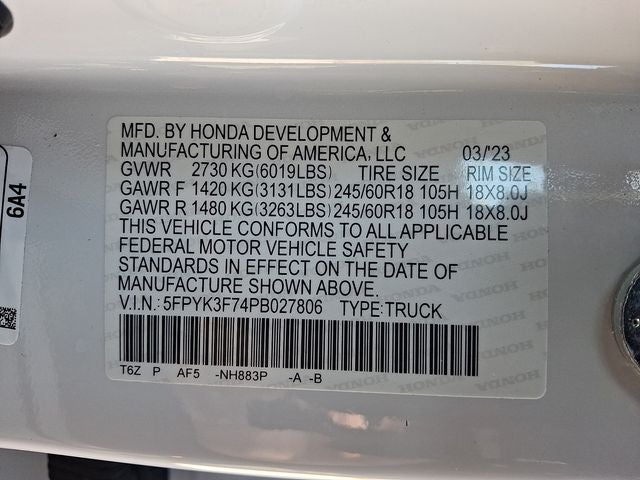 MFD. BY HONDA DEVELOPMENT &
MANUFACTURING OF AMERICA, LLC 03/'23
GVWR 2730 KG(6019LBS) TIRE SIZE RIM SIZE
GAWR F 1420 KG(3131LBS) 245/60R18 105H 18X8.0J
GAWR R 1480 KG(3263LBS) 245/60R18 105H 18X8.0J
THIS VEHICLE CONFORMS TO ALL APPLICABLE
FEDERAL MOTOR VEHICLE SAFETY
STANDARDS IN EFFECT ON THE DATE OF
MANUFACTURE SHOWN ABOVE.
V.I.N.: 5FPYK3F74PB027806 TYPE:TRUCK
T6Z P AF5 -NH883P -A -B
6A4